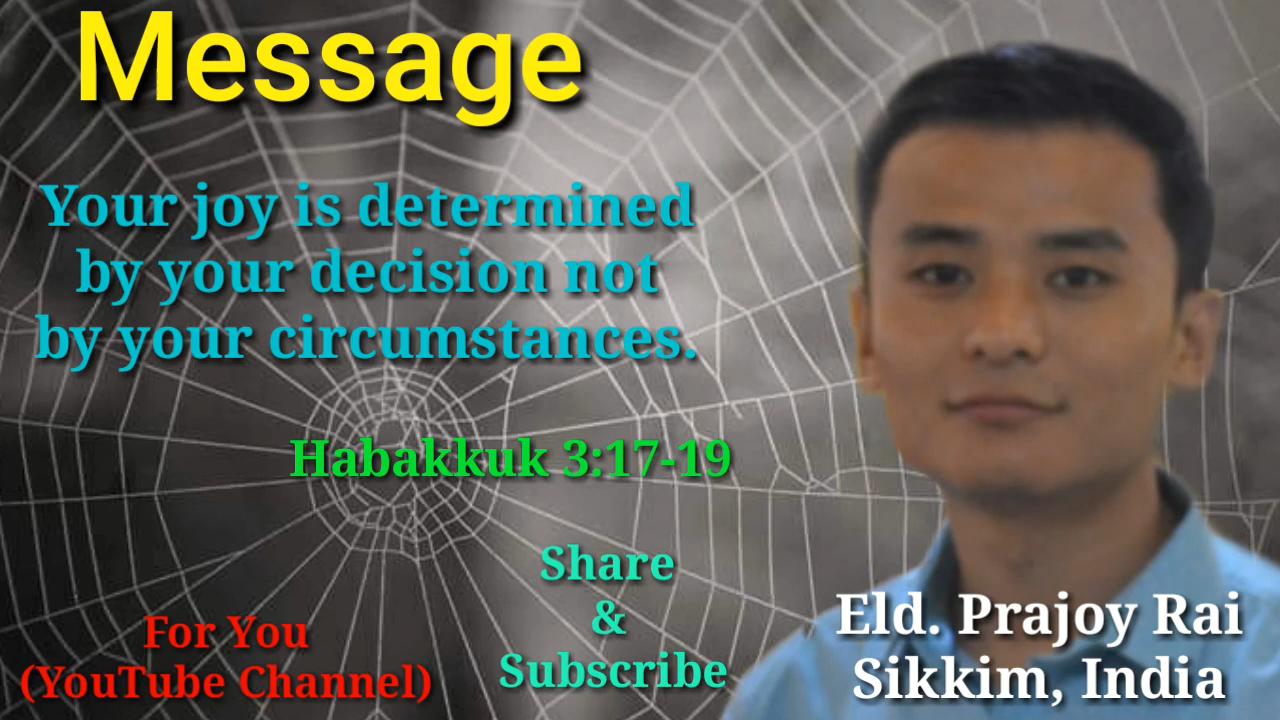 Message
Your joy is determined
by your decision not
by your circumstances.
Habakkuk 3:17-19
Share
&
Subscribe
For You
(YouTube Channel)
Eld. Prajoy Rai
Sikkim, India